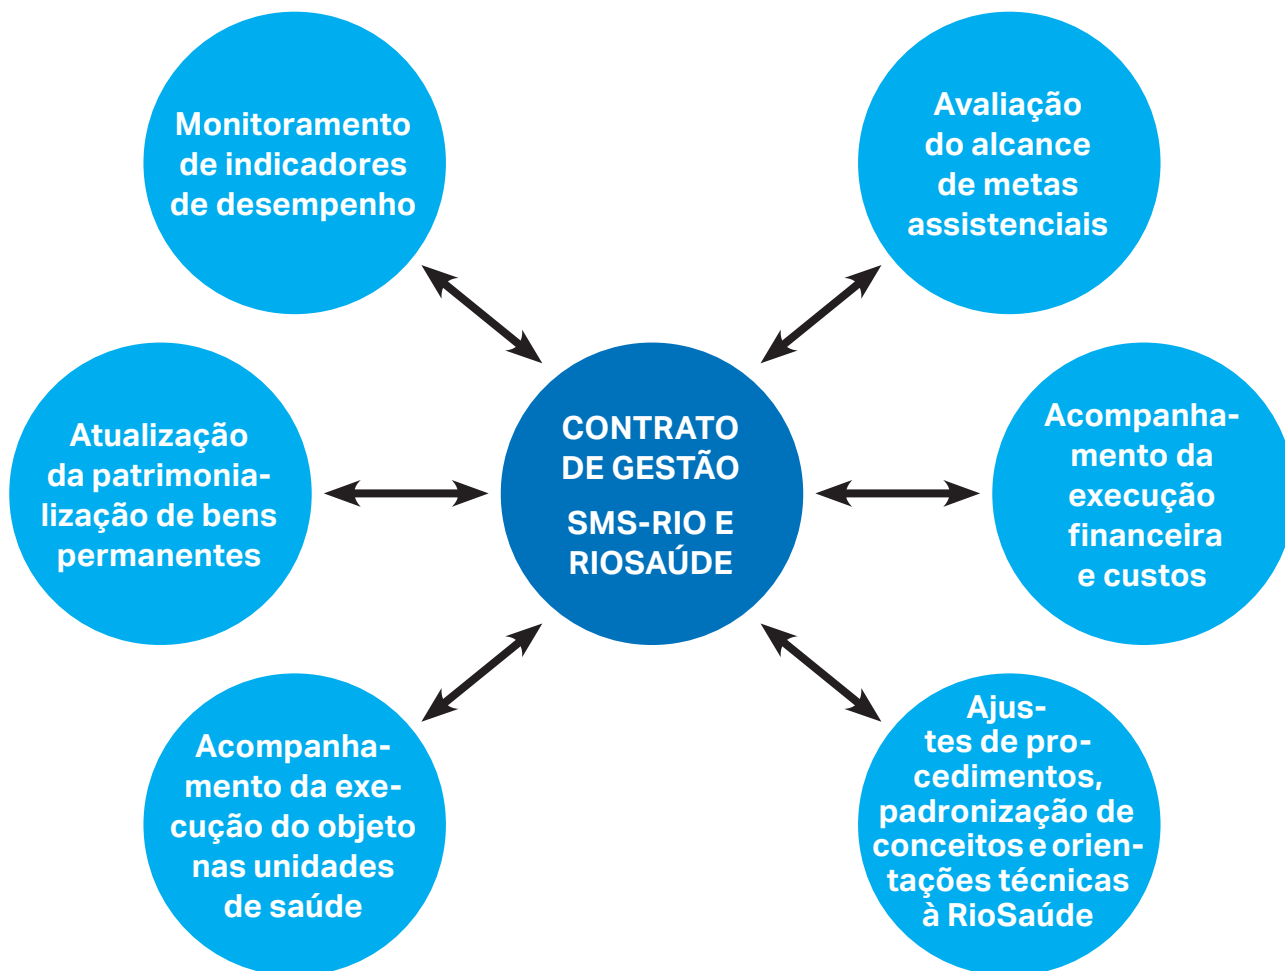 Monitoramento
de indicadores
de desempenho
Avaliação
do alcance
de metas
assistenciais
Atualização
da patrimonia-
lização de bens
permanentes
CONTRATO
DE GESTÃO
SMS-RIO E
RIOSAÚDE
Acompanha-
mento da
execução
financeira
e custos
Acompanha-
mento da exe-
cução do objeto
nas unidades
de saúde
Ajus-
tes de pro-
cedimentos,
padronização de
conceitos e orien-
tações técnicas
à RioSaúde